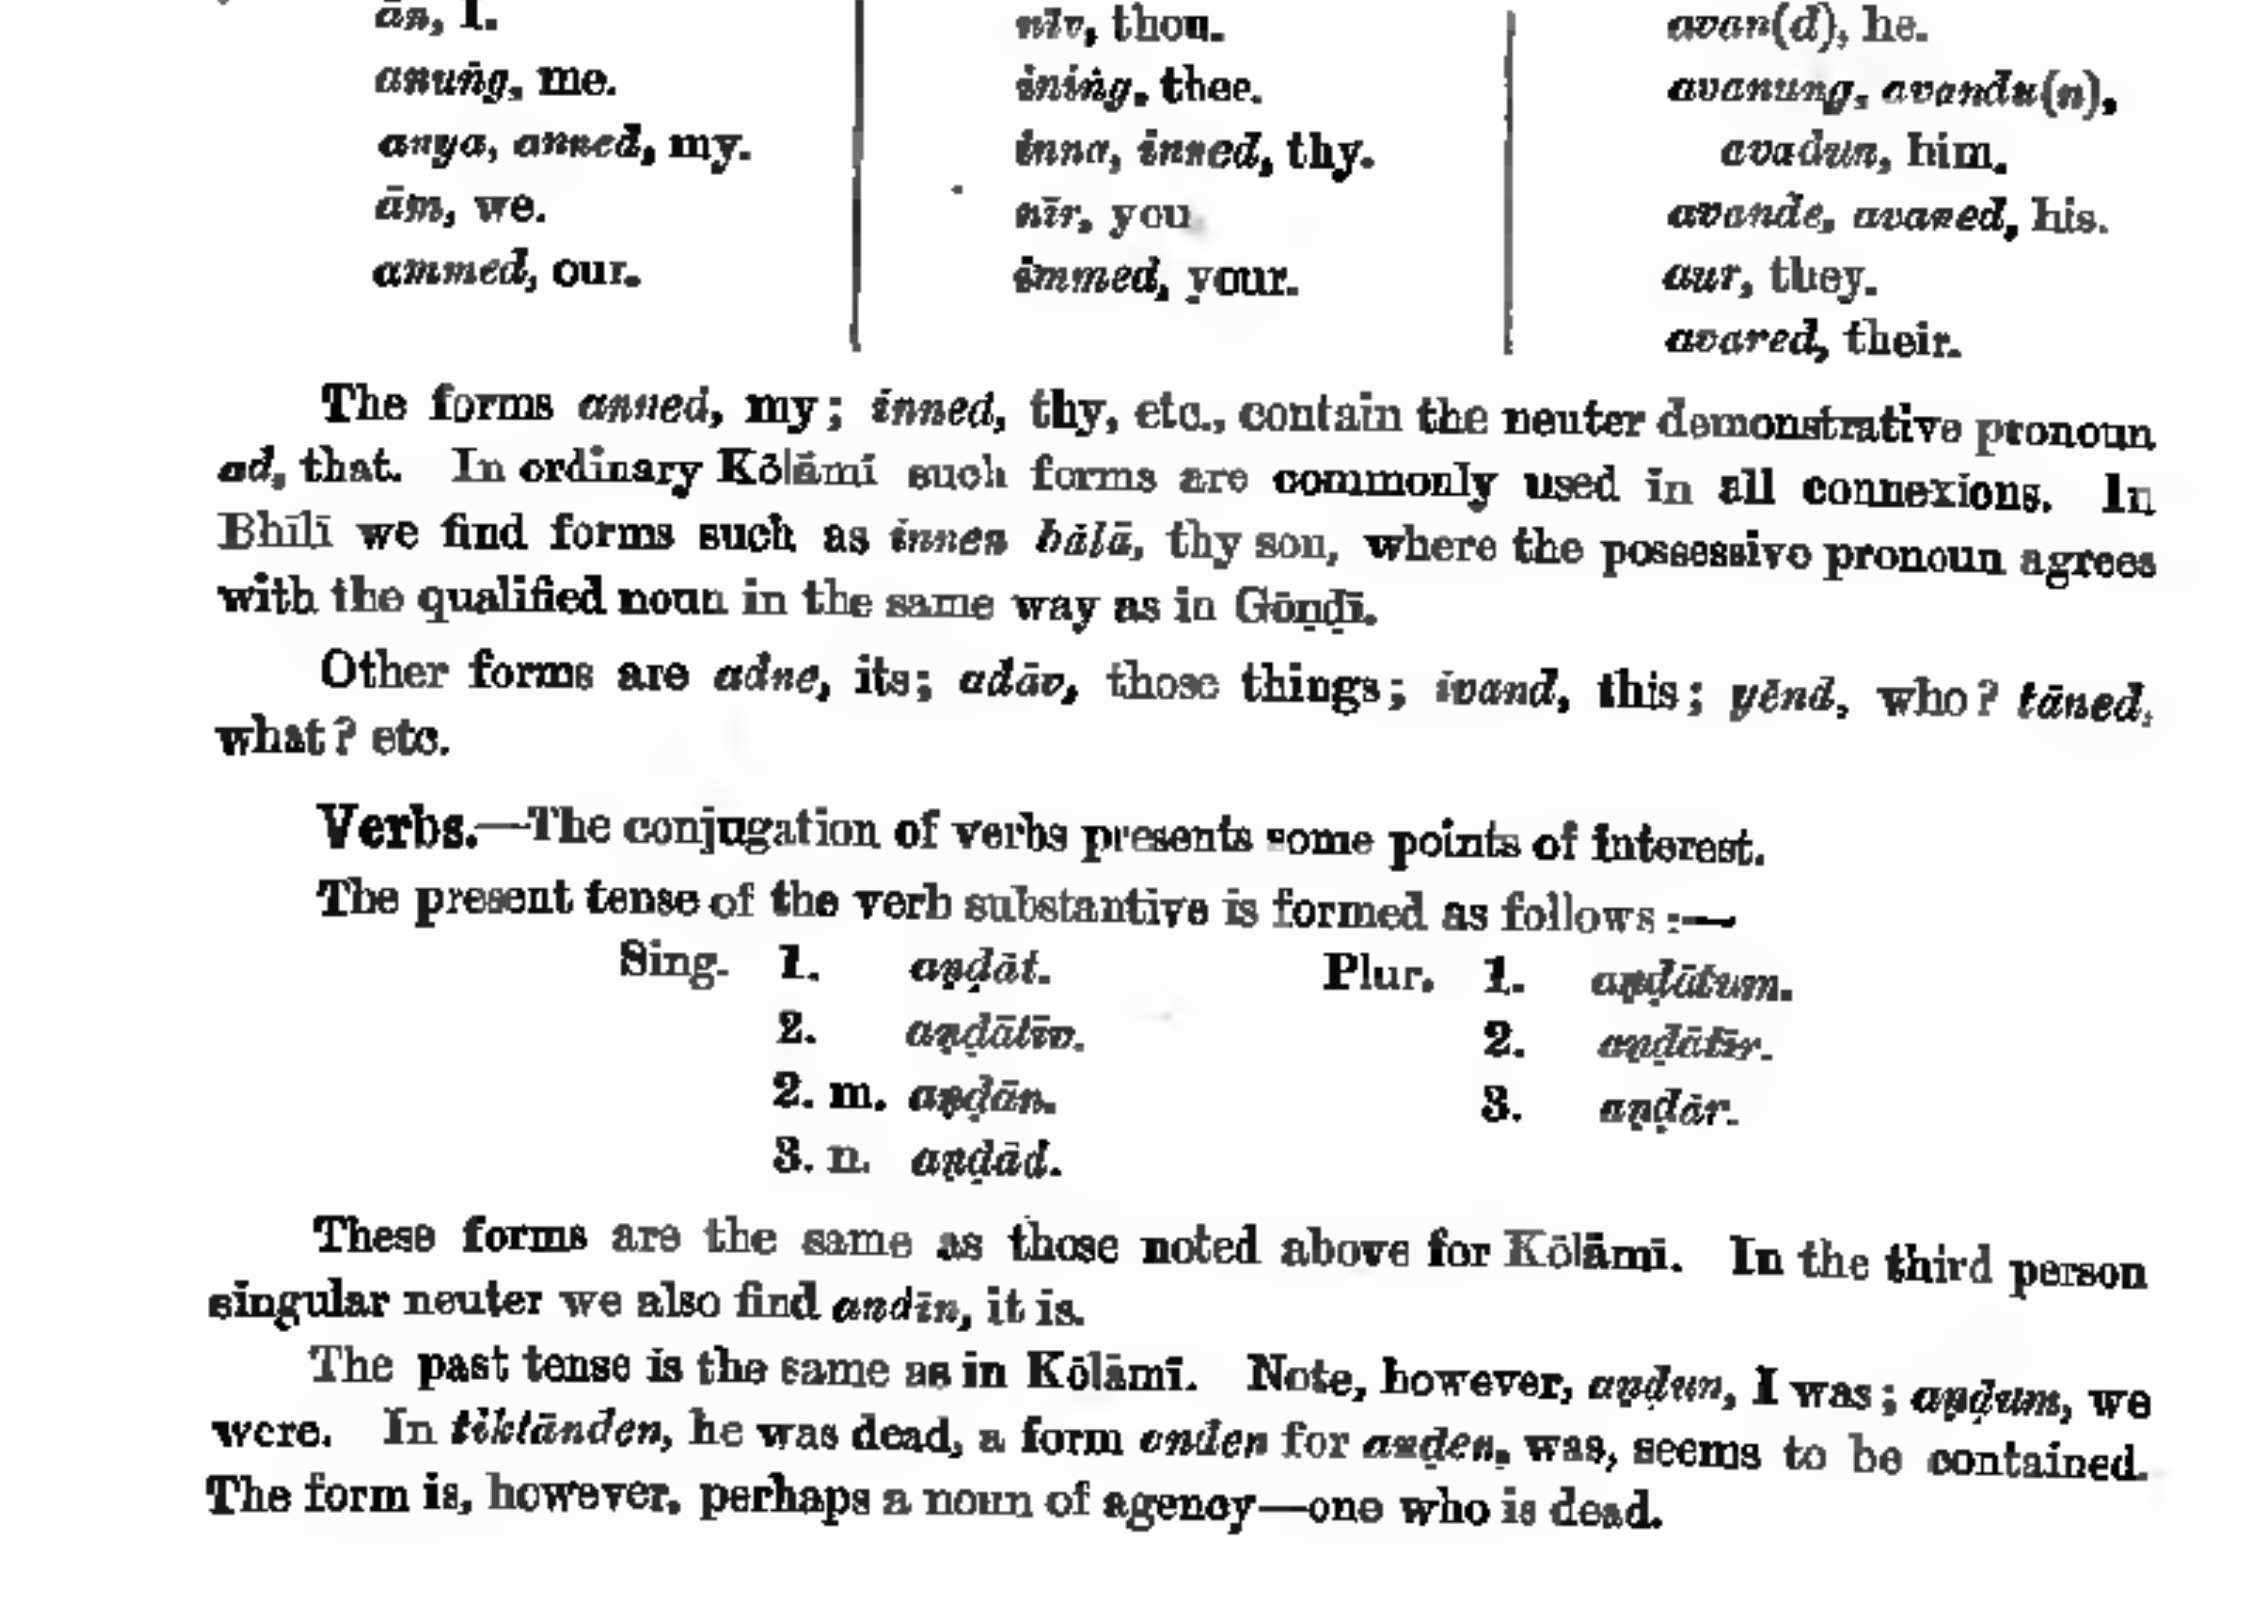 ān, I.
anuṅg, me.
anya, anned, my.
ām, we.
ammed, our.
nīv, thou.
iniṅg, thee.
inna, inned, thy.
nīr, you
immed, your.
avan(d), he.
avanung, avandu(n),
avadun, him.
avande, avaned, his.
aur, they.
avared, their.
The forms anned, my; inned, thy, etc., contain the neuter demonstrative pronoun
ad, that. In ordinary Kōlāmī such forms are commonly used in all connexions. In
Bhīlī we find forms such as innen bālā, thy son, where the possessive pronoun agrees
with the qualified noun in the same way as in Gōṇḍī.
Other forms are adne, its; adāv, those things; ivand, this; yēnd, who? tāned,
what? etc.
Verbs.—The conjugation of verbs presents some points of interest.
The present tense of the verb substantive is formed as follows:—
Sing. 1. aṇḍāt. Plur. 1. aṇḍātum.
2. aṇḍātīv. 2. aṇḍātīr.
2. m. aṇḍān. 3. aṇḍār.
3. n. aṇḍād.
These forms are the same as those noted above for Kōlāmī. In the third person
singular neuter we also find andīn, it is.
The past tense is the same as in Kōlāmī. Note, however, aṇḍun, I was; aṇḍum, we
were. In tiktānden, he was dead, a form anden for aṇḍen, was, seems to be contained.
The form is, however, perhaps a noun of agency—one who is dead.